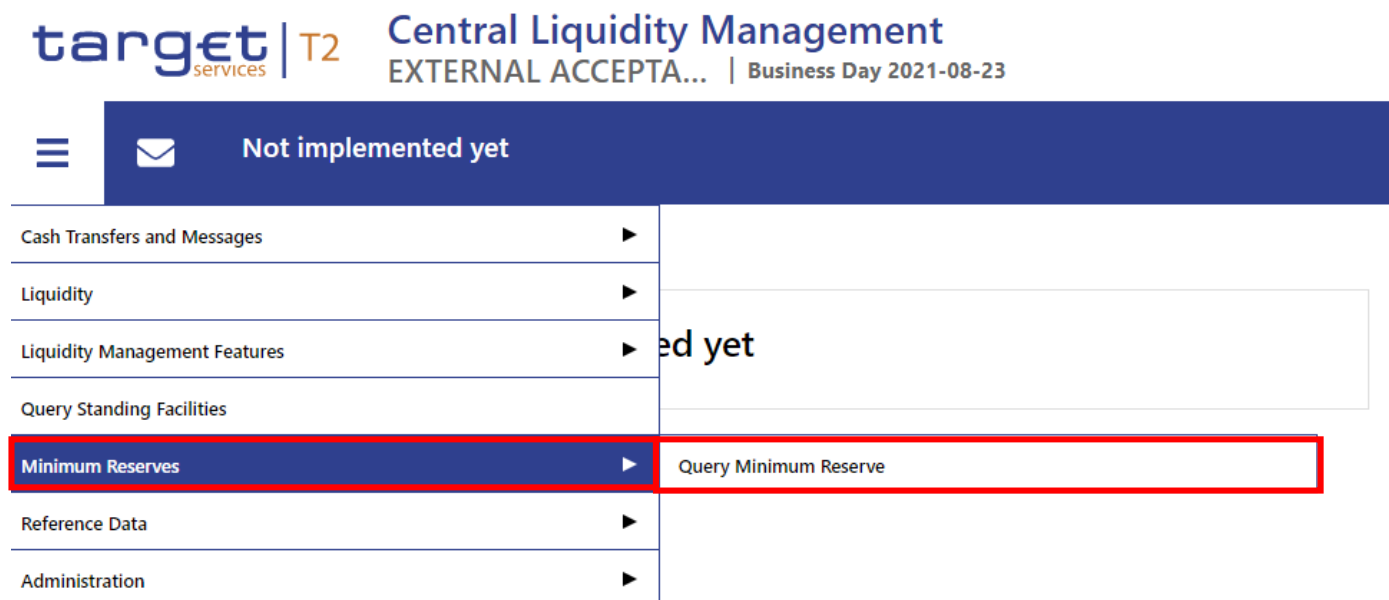 target services | T2
Central Liquidity Management
EXTERNAL ACCEPTA... | Business Day 2021-08-23
Not implemented yet
Cash Transfers and Messages
Liquidity
Liquidity Management Features
ed yet
Query Standing Facilities
Minimum Reserves
Query Minimum Reserve
Reference Data
Administration